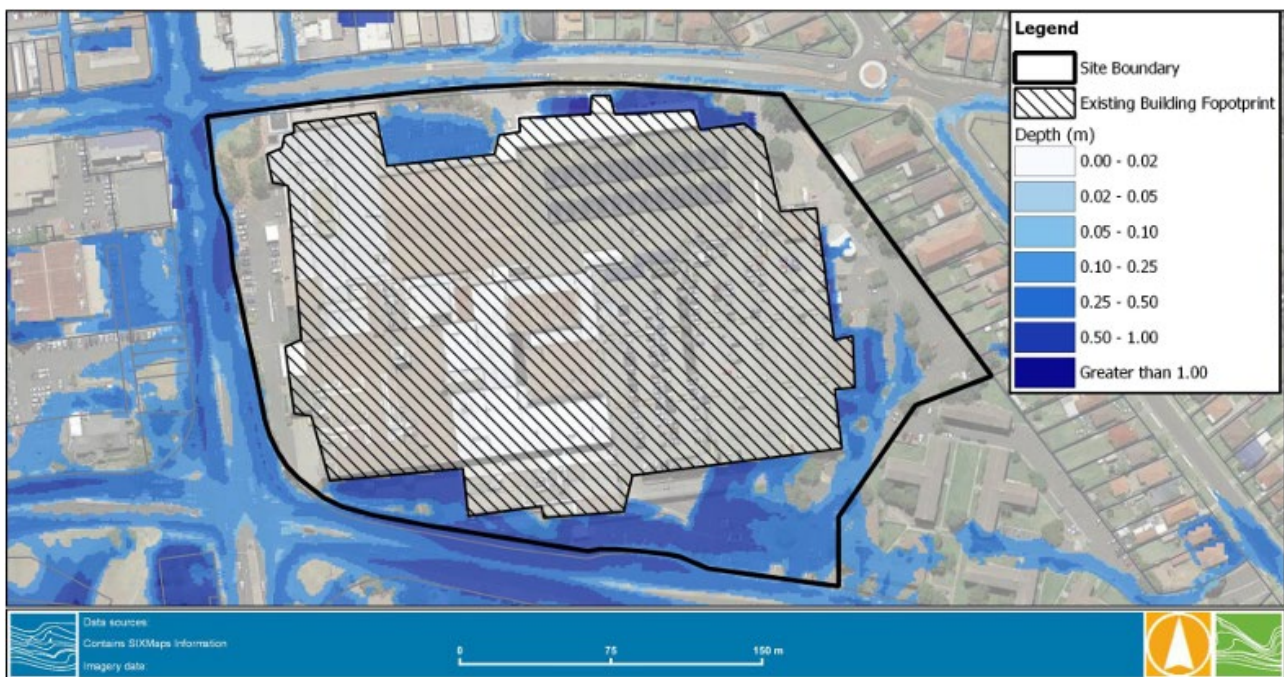 Legend
Site Boundary
Existing Building Fopotprint
Depth (m)
0.00 - 0.02
0.02 - 0.05
0.05 - 0.10
0.10 - 0.25
0.25 - 0.50
0.50 - 1.00
Greater than 1.00
Data sources:
Contains SIXMaps Information
Imagery date:
0 75 150 m